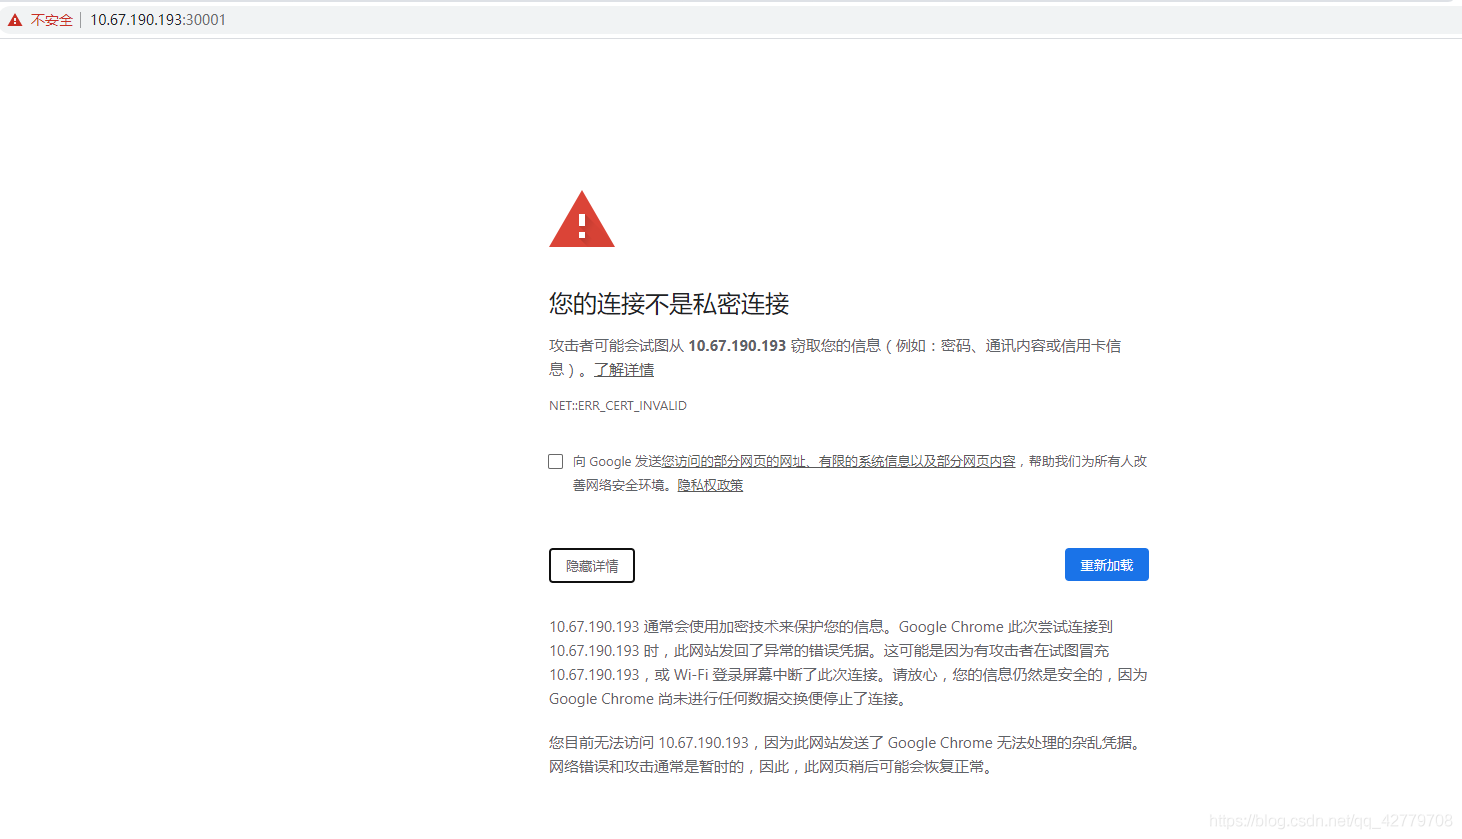 不安全 | 10.67.190.193:30001
您的连接不是私密连接
攻击者可能会试图从 10.67.190.193 窃取您的信息（例如：密码、通讯内容或信用卡信
息）。了解详情
NET::ERR_CERT_INVALID
向 Google 发送您访问的部分网页的网址、有限的系统信息以及部分网页内容，帮助我们为所有人改
善网络安全环境。隐私权政策
隐藏详情
重新加载
10.67.190.193 通常会使用加密技术来保护您的信息。Google Chrome 此次尝试连接到
10.67.190.193 时，此网站发回了异常的错误凭据。这可能是因为有攻击者在试图冒充
10.67.190.193，或 Wi-Fi 登录屏幕中断了此次连接。请放心，您的信息仍然是安全的，因为
Google Chrome 尚未进行任何数据交换便停止了连接。
您目前无法访问 10.67.190.193，因为此网站发送了 Google Chrome 无法处理的杂乱凭据。
网络错误和攻击通常是暂时的，因此，此网页稍后可能会恢复正常。
https://blog.csdn.net/qq_42779708